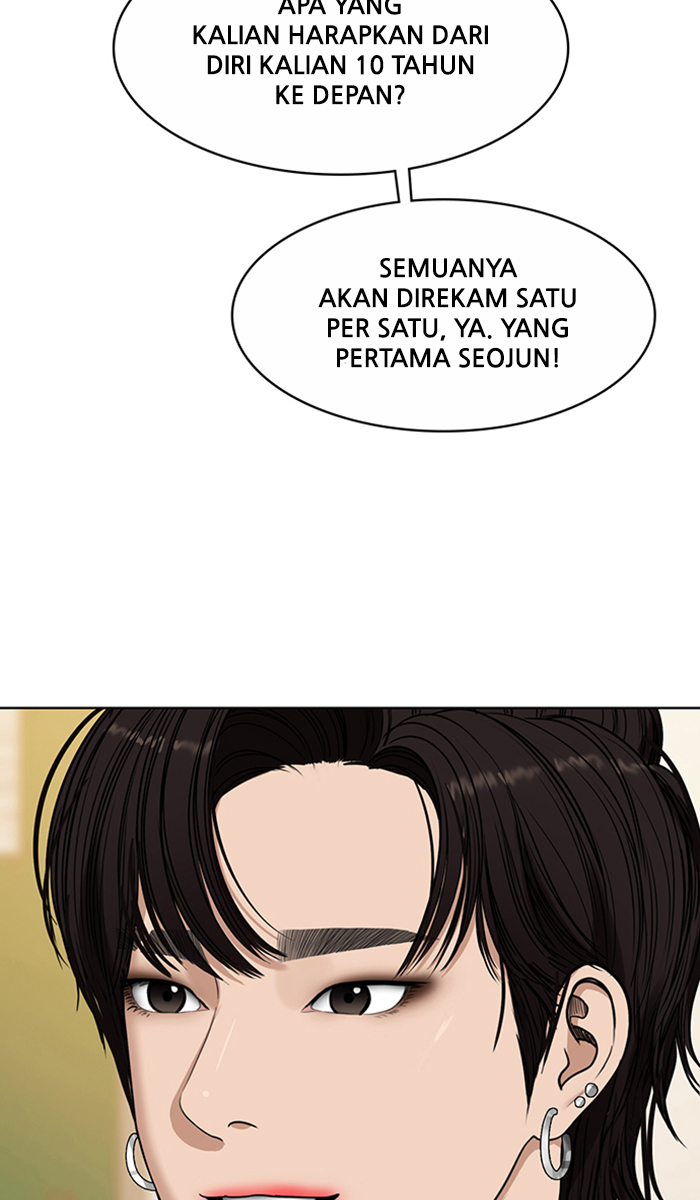 APA YANG
KALIAN HARAPKAN DARI
DIRI KALIAN 10 TAHUN
KE DEPAN?
SEMUANYA
AKAN DIREKAM SATU
PER SATU, YA. YANG
PERTAMA SEOJUN!